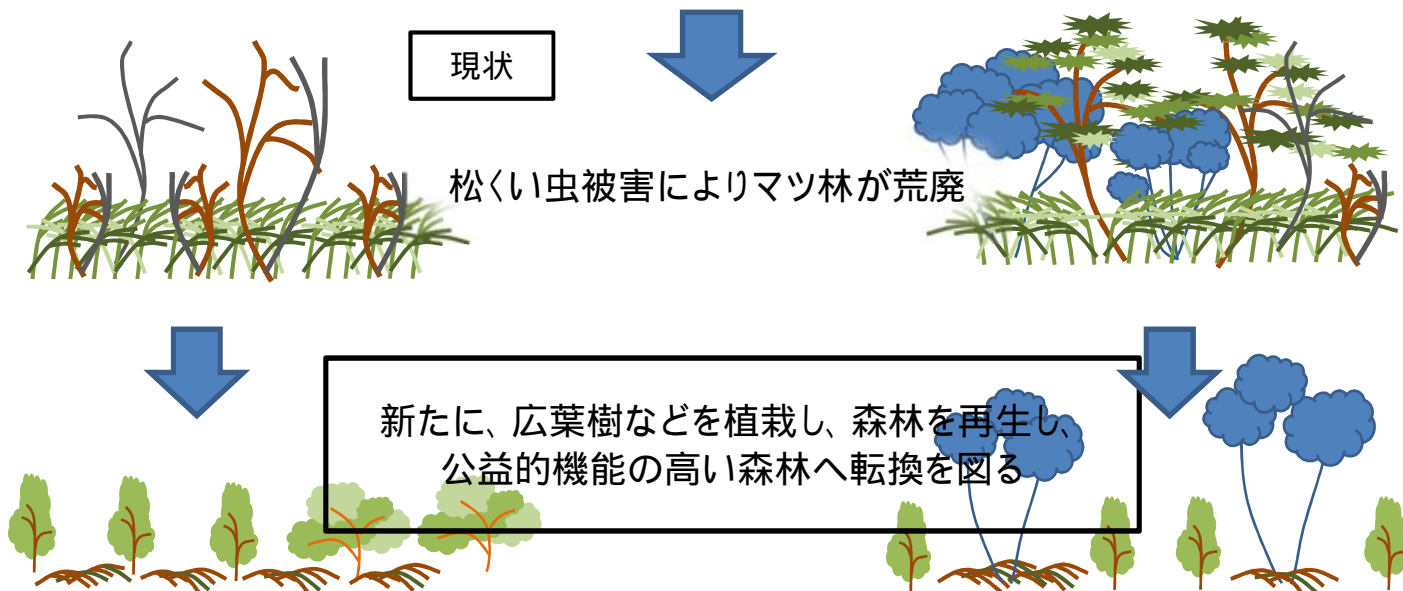 現状
松くい虫被害によりマツ林が荒廃
新たに、広葉樹などを植栽し、森林を再生し、
公益的機能の高い森林へ転換を図る